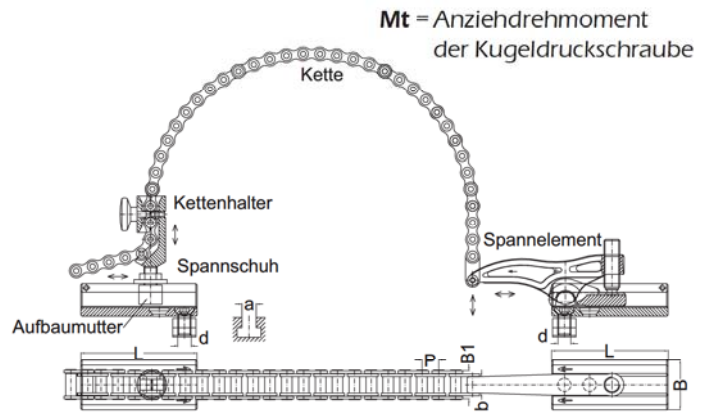 Mt = Anziehdrehmoment
der Kugeldruckschraube
Kette
Kettenhalter
Spannelement
Spannschuh
Aufbaumutter
d
a
d
L
P
B1
b
L
B